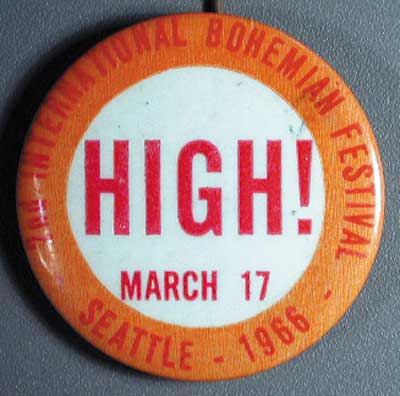 2ND INTERNATIONAL BOHEMIAN FESTIVAL
HIGH!
MARCH 17
SEATTLE - 1966 -